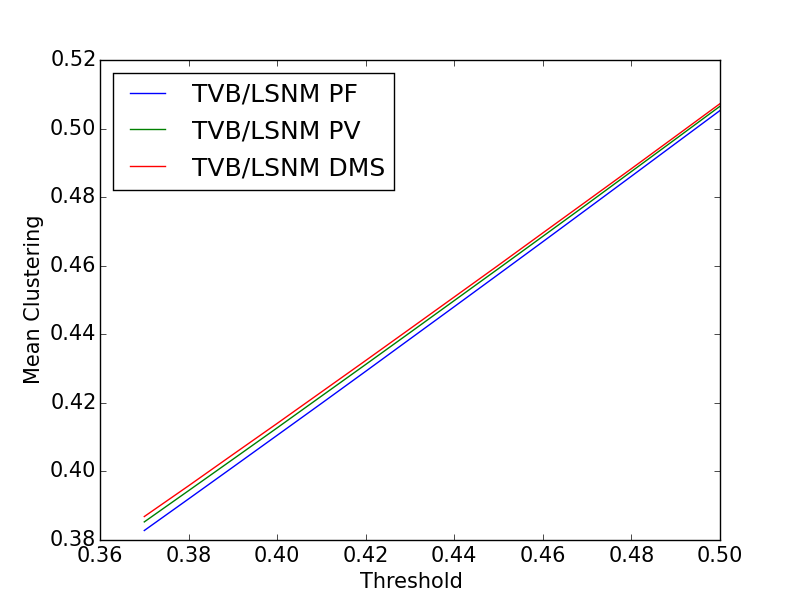 0.52
0.50
0.48
0.46
0.44
0.42
0.40
0.38
Mean Clustering
TVB/LSNM PF
TVB/LSNM PV
TVB/LSNM DMS
0.36 0.38 0.40 0.42 0.44 0.46 0.48 0.50
Threshold